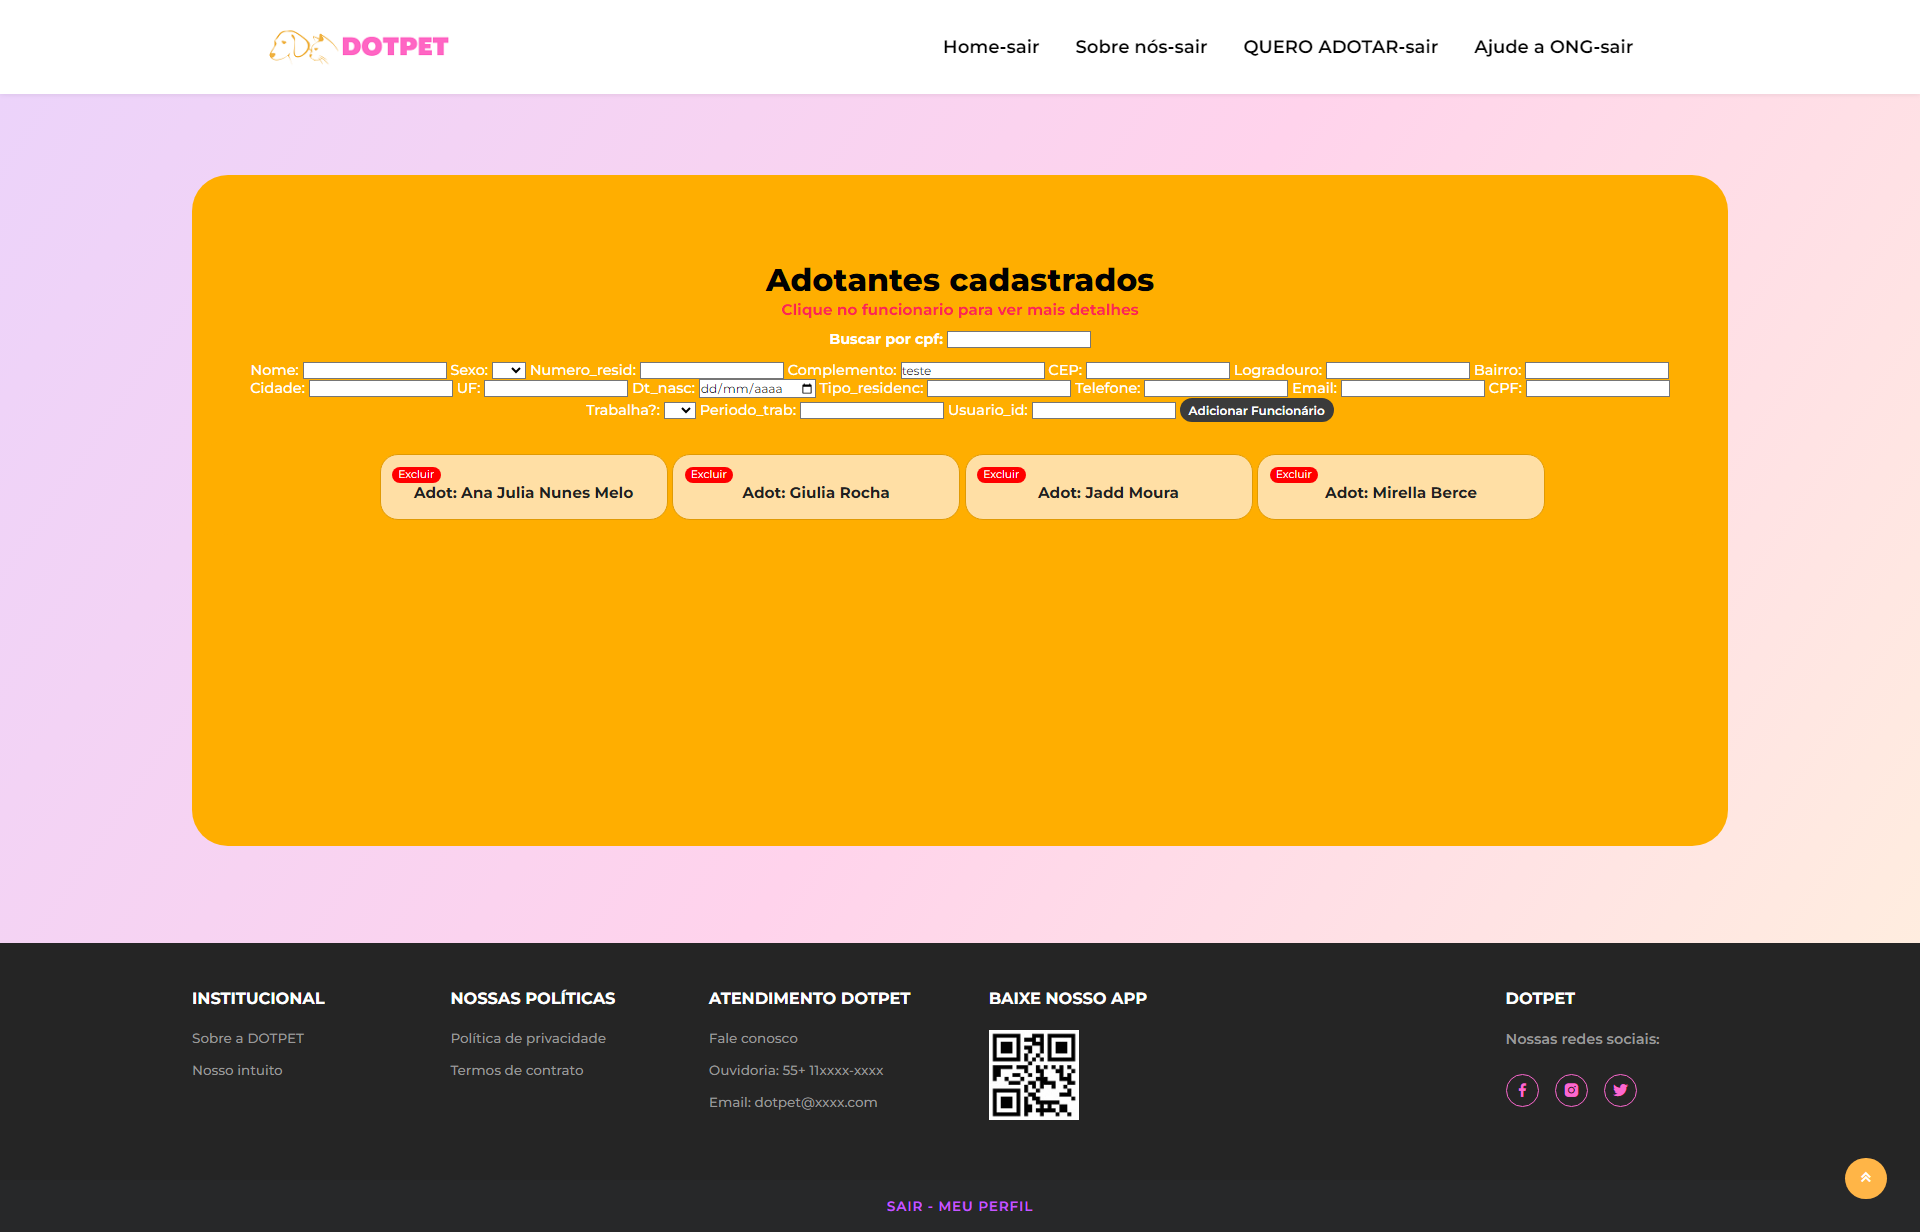 DOTPET
Home-sair
Sobre nós-sair
QUERO ADOTAR-sair
Ajude a ONG-sair
Adotantes cadastrados
Clique no funcionario para ver mais detalhes
Buscar por cpf:
Nome: Sexo: Numero_resid: Complemento: teste CEP: Logradouro: Bairro:
Cidade: UF: Dt_nasc: dd/mm/aaaa Tipo_residenc: Telefone: Email: CPF:
Trabalha?: Periodo_trab: Usuario_id: Adicionar Funcionário
Excluir
Adot: Ana Julia Nunes Melo
Excluir
Adot: Giulia Rocha
Excluir
Adot: Jadd Moura
Excluir
Adot: Mirella Berce
INSTITUCIONAL
Sobre a DOTPET
Nosso intuito
NOSSAS POLÍTICAS
Política de privacidade
Termos de contrato
ATENDIMENTO DOTPET
Fale conosco
Ouvidoria: 55+ 11xxxx-xxxx
Email: dotpet@xxxx.com
BAIXE NOSSO APP
DOTPET
Nossas redes sociais:
SAIR - MEU PERFIL